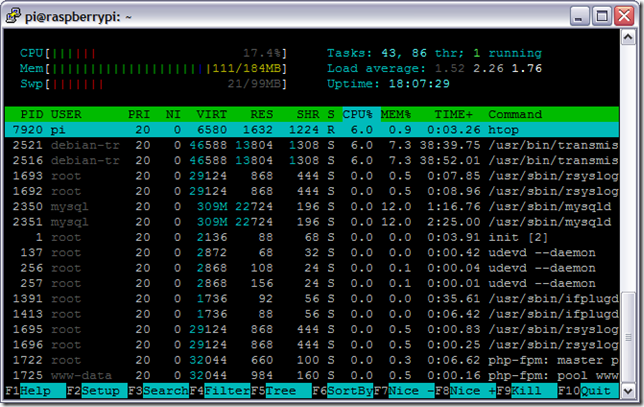 pi@raspberrypi: ~
CPU[|||||| 17.4%] Tasks: 43, 86 thr; 1 running
Mem[||||||||||||||||||||||111/184MB] Load average: 1.52 2.26 1.76
Swp[||||||| 21/99MB] Uptime: 18:07:29
PID USER PRI NI VIRT RES SHR S CPU% MEM% TIME+ Command
7920 pi 20 0 6580 1632 1224 R 6.0 0.9 0:03.26 htop
2521 debian-tr 20 0 46588 13804 1308 S 6.0 7.3 38:39.75 /usr/bin/transmis
2516 debian-tr 20 0 46588 13804 1308 S 6.0 7.3 38:52.01 /usr/bin/transmis
1693 root 20 0 29124 868 444 S 0.0 0.5 0:07.85 /usr/sbin/rsyslog
1692 root 20 0 29124 868 444 S 0.0 0.5 0:08.96 /usr/sbin/rsyslog
2350 mysql 20 0 309M 22724 196 S 0.0 12.0 1:16.76 /usr/sbin/mysqld
2351 mysql 20 0 309M 22724 196 S 0.0 12.0 2:25.00 /usr/sbin/mysqld
1 root 20 0 2136 88 68 S 0.0 0.0 0:03.91 init [2]
137 root 20 0 2872 68 32 S 0.0 0.0 0:00.42 udevd --daemon
256 root 20 0 2868 108 24 S 0.0 0.1 0:00.04 udevd --daemon
257 root 20 0 2868 156 24 S 0.0 0.1 0:00.01 udevd --daemon
1391 root 20 0 1736 92 56 S 0.0 0.0 0:35.61 /usr/sbin/ifplugd
1413 root 20 0 1736 88 56 S 0.0 0.0 0:06.42 /usr/sbin/ifplugd
1695 root 20 0 29124 868 444 S 0.0 0.5 0:00.83 /usr/sbin/rsyslog
1696 root 20 0 29124 868 444 S 0.0 0.5 0:00.25 /usr/sbin/rsyslog
1722 root 20 0 32044 660 100 S 0.0 0.3 0:06.62 php-fpm: master p
1725 www-data 20 0 32044 984 160 S 0.0 0.5 0:00.16 php-fpm: pool www
F1Help F2Setup F3Search F4Filter F5Tree F6SortBy F7Nice - F8Nice + F9Kill F10Quit